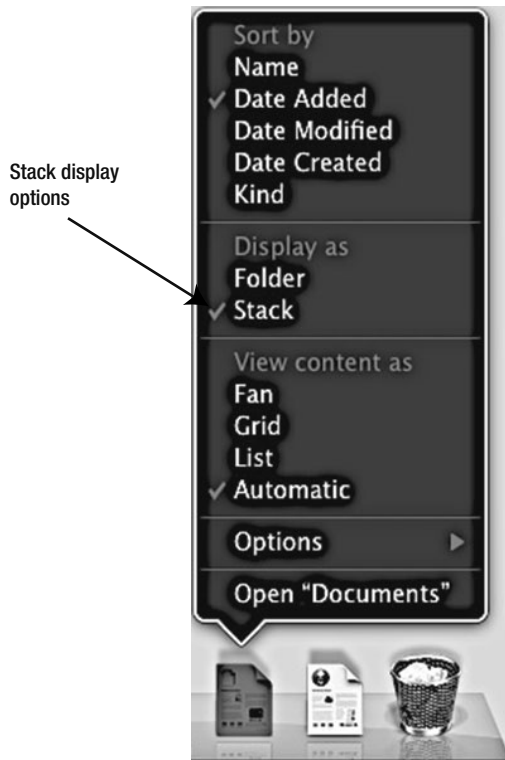 Stack display
options
Sort by
Name
✓ Date Added
Date Modified
Date Created
Kind
Display as
Folder
✓ Stack
View content as
Fan
Grid
List
✓ Automatic
Options
Open “Documents”